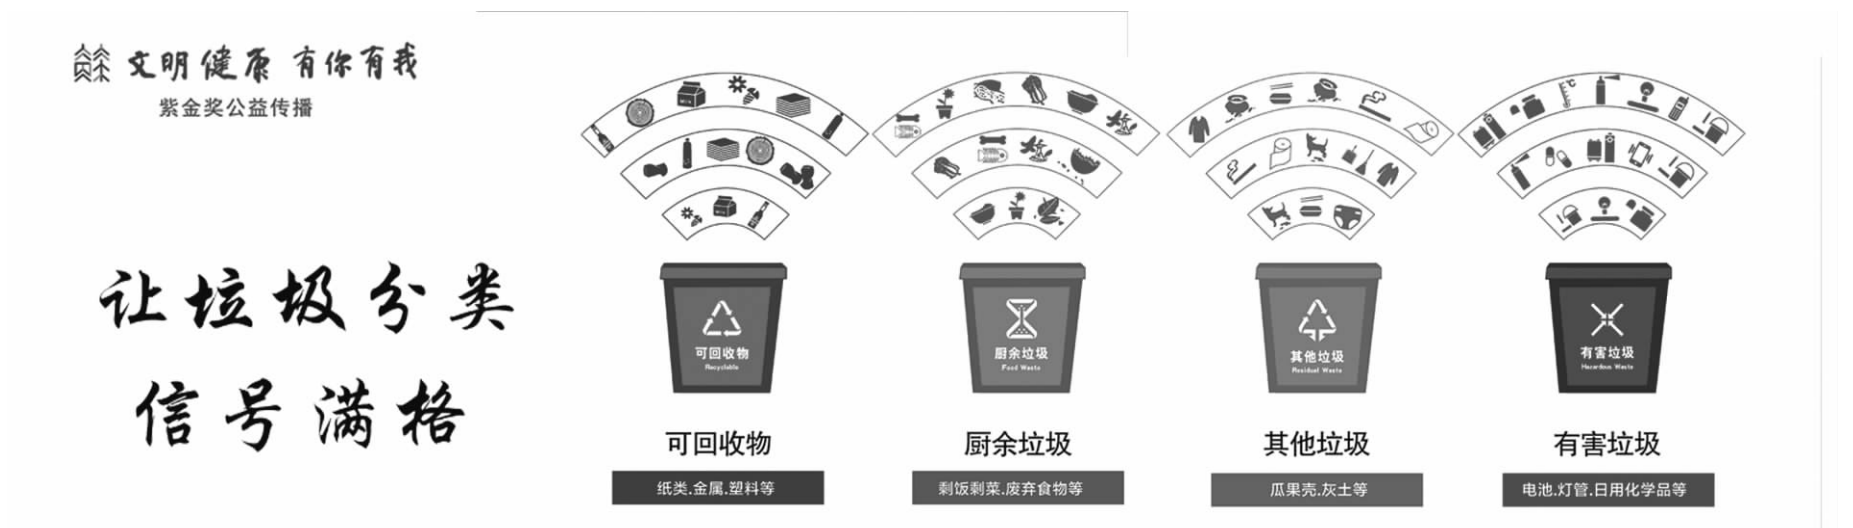 文明健康 有你有我
紫金奖公益传播
让垃圾分类
信号满格
可回收物
Recyclable
厨余垃圾
Food Waste
其他垃圾
Residual Waste
有害垃圾
Hazardous Waste
可回收物
厨余垃圾
其他垃圾
有害垃圾
纸类.金属.塑料等
剩饭剩菜.废弃食物等
瓜果壳.灰土等
电池.灯管.日用化学品等